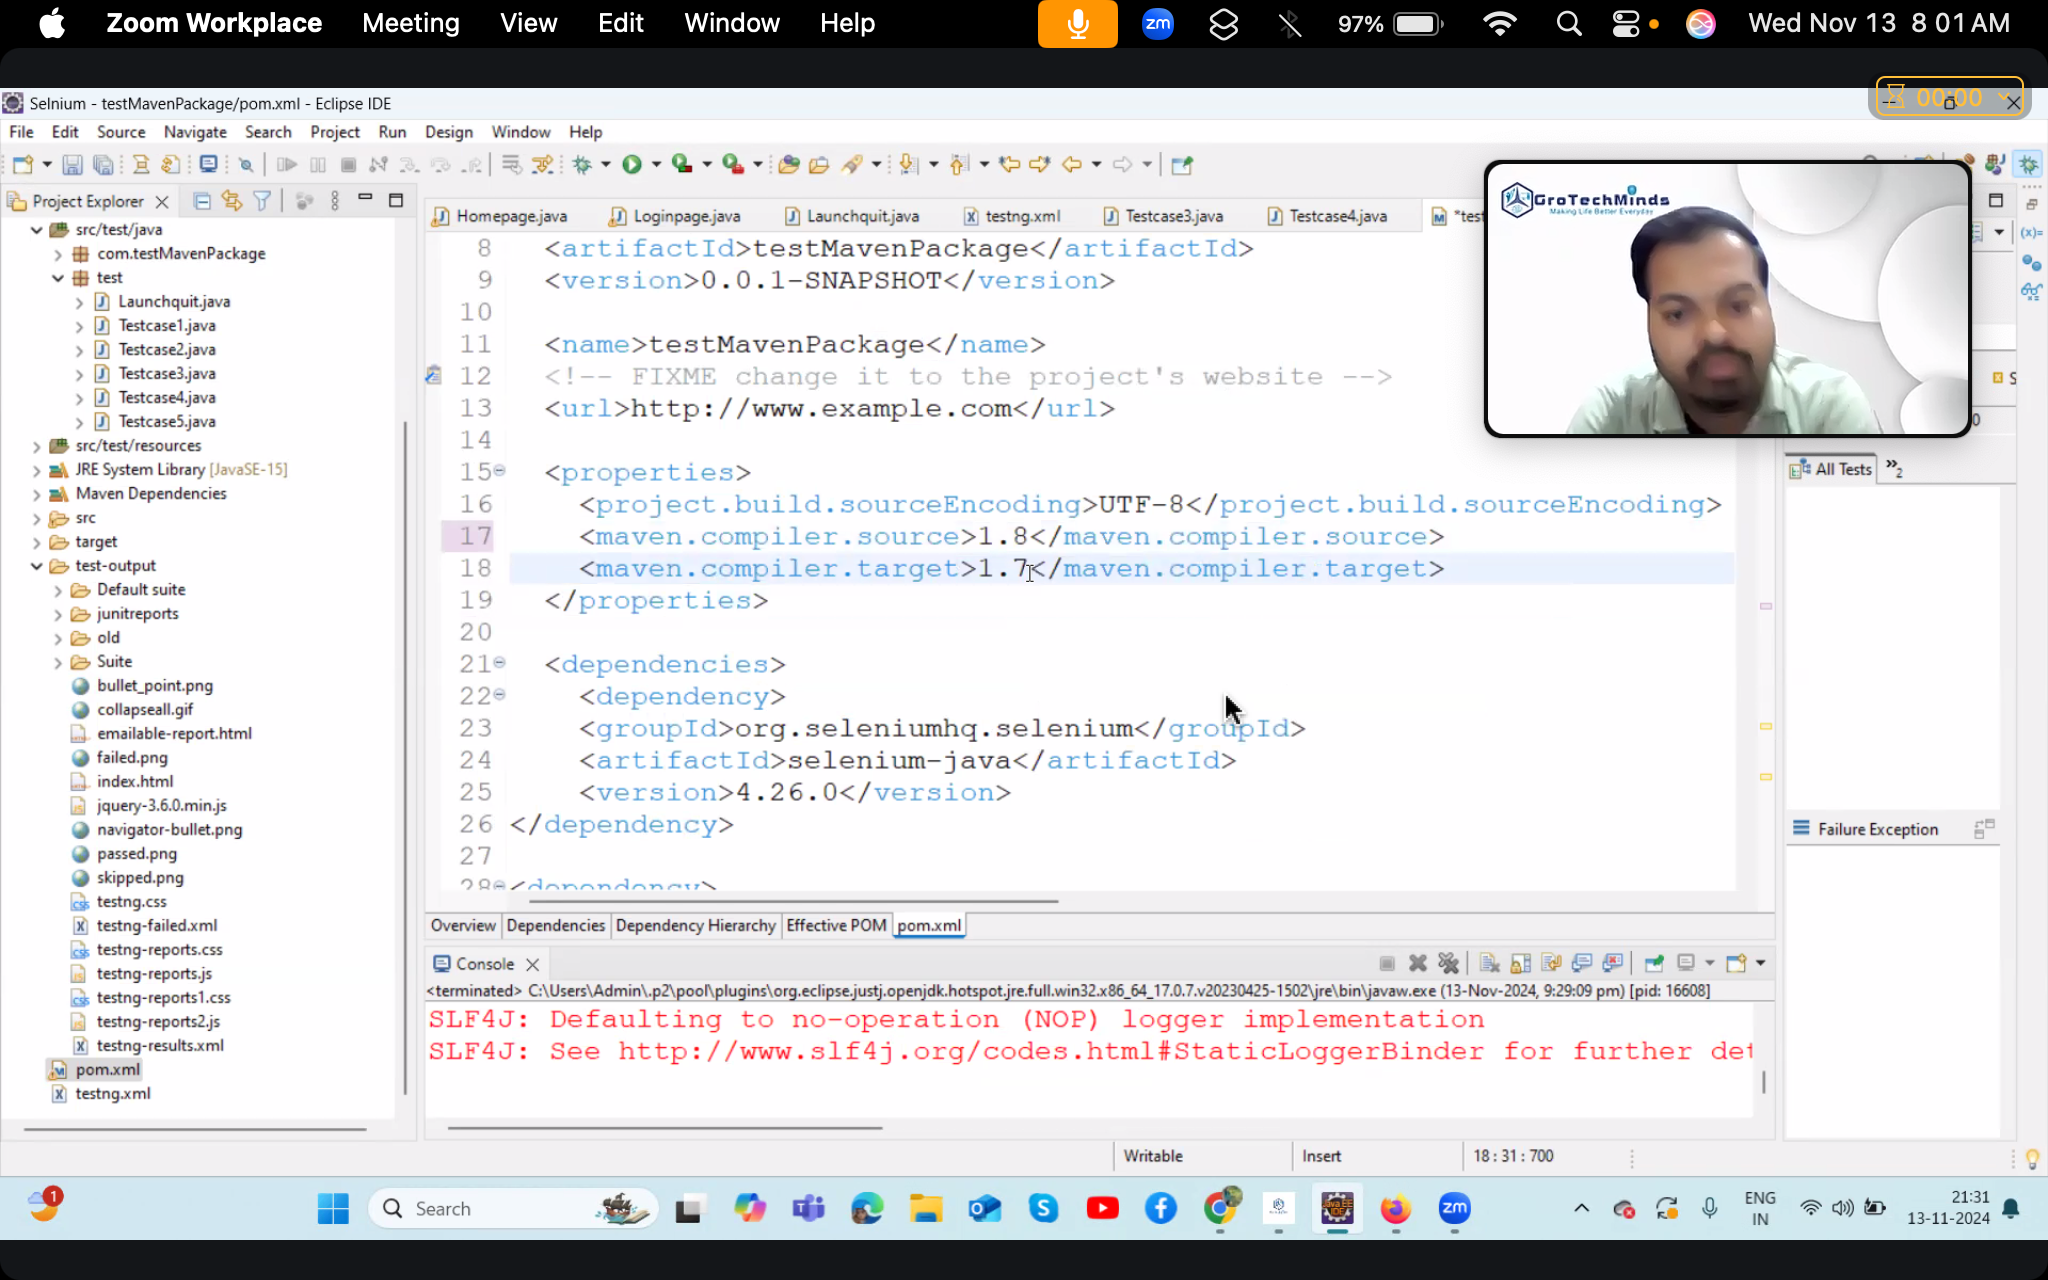 Zoom Workplace Meeting View Edit Window Help
zm 97% Wed Nov 13 8 01 AM
00:00
Selnium - testMavenPackage/pom.xml - Eclipse IDE
File Edit Source Navigate Search Project Run Design Window Help
Project Explorer
src/test/java
com.testMavenPackage
test
Launchquit.java
Testcase1.java
Testcase2.java
Testcase3.java
Testcase4.java
Testcase5.java
src/test/resources
JRE System Library [JavaSE-15]
Maven Dependencies
src
target
test-output
Default suite
junitreports
old
Suite
bullet_point.png
collapseall.gif
emailable-report.html
failed.png
index.html
jquery-3.6.0.min.js
navigator-bullet.png
passed.png
skipped.png
testng.css
testng-failed.xml
testng-reports.css
testng-reports.js
testng-reports1.css
testng-reports2.js
testng-results.xml
pom.xml
testng.xml
Homepage.java Loginpage.java Launchquit.java testng.xml Testcase3.java Testcase4.java *test
8 <artifactId>testMavenPackage</artifactId>
9 <version>0.0.1-SNAPSHOT</version>
10
11 <name>testMavenPackage</name>
12 <!-- FIXME change it to the project's website -->
13 <url>http://www.example.com</url>
14
15 <properties>
16 <project.build.sourceEncoding>UTF-8</project.build.sourceEncoding>
17 <maven.compiler.source>1.8</maven.compiler.source>
18 <maven.compiler.target>1.7</maven.compiler.target>
19 </properties>
20
21 <dependencies>
22 <dependency>
23 <groupId>org.seleniumhq.selenium</groupId>
24 <artifactId>selenium-java</artifactId>
25 <version>4.26.0</version>
26 </dependency>
27
28 <dependency>
Overview Dependencies Dependency Hierarchy Effective POM pom.xml
Console
<terminated> C:\Users\Admin\.p2\pool\plugins\org.eclipse.justj.openjdk.hotspot.jre.full.win32.x86_64_17.0.7.v20230425-1502\jre\bin\javaw.exe (13-Nov-2024, 9:29:09 pm) [pid: 16608]
SLF4J: Defaulting to no-operation (NOP) logger implementation
SLF4J: See http://www.slf4j.org/codes.html#StaticLoggerBinder for further det
GroTechMinds
Making Life Better Everyday
(x)=
All Tests
»2
Failure Exception
Writable Insert 18:31:700
1 Search zm ENG 21:31
IN 13-11-2024